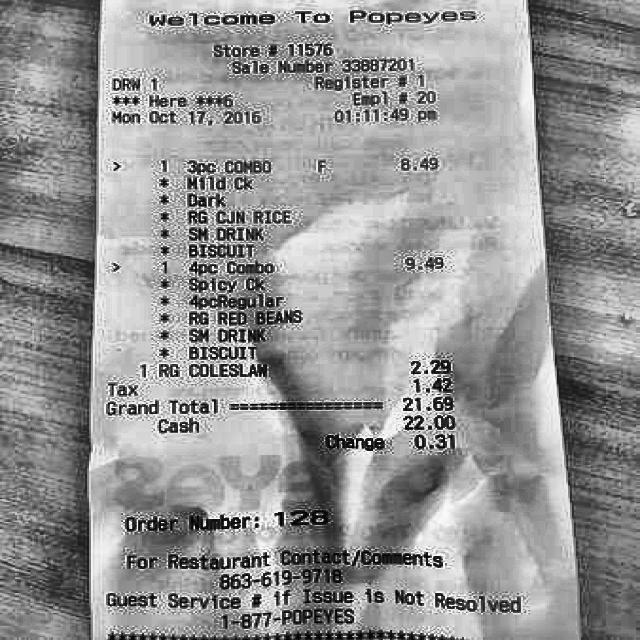 Welcome To Popeyes
Store # 11576
Sale Number 33887201
DRW 1 Register # 1
*** Here ***6 Empl # 20
Mon Oct 17, 2016 01:11:49 pm
> 1 3pc COMBO F 8.49
* Mild Ck
* Dark
* RG CJN RICE
* SM DRINK
* BISCUIT
> 1 4pc Combo 9.49
* Spicy Ck
* 4pcRegular
* RG RED BEANS
* SM DRINK
* BISCUIT
1 RG COLESLAW 2.29
Tax 1.42
Grand Total ================ 21.69
Cash 22.00
Change 0.31
Order Number: 128
For Restaurant Contact/Comments
863-619-9718
Guest Service # if Issue is Not Resolved
1-877-POPEYES